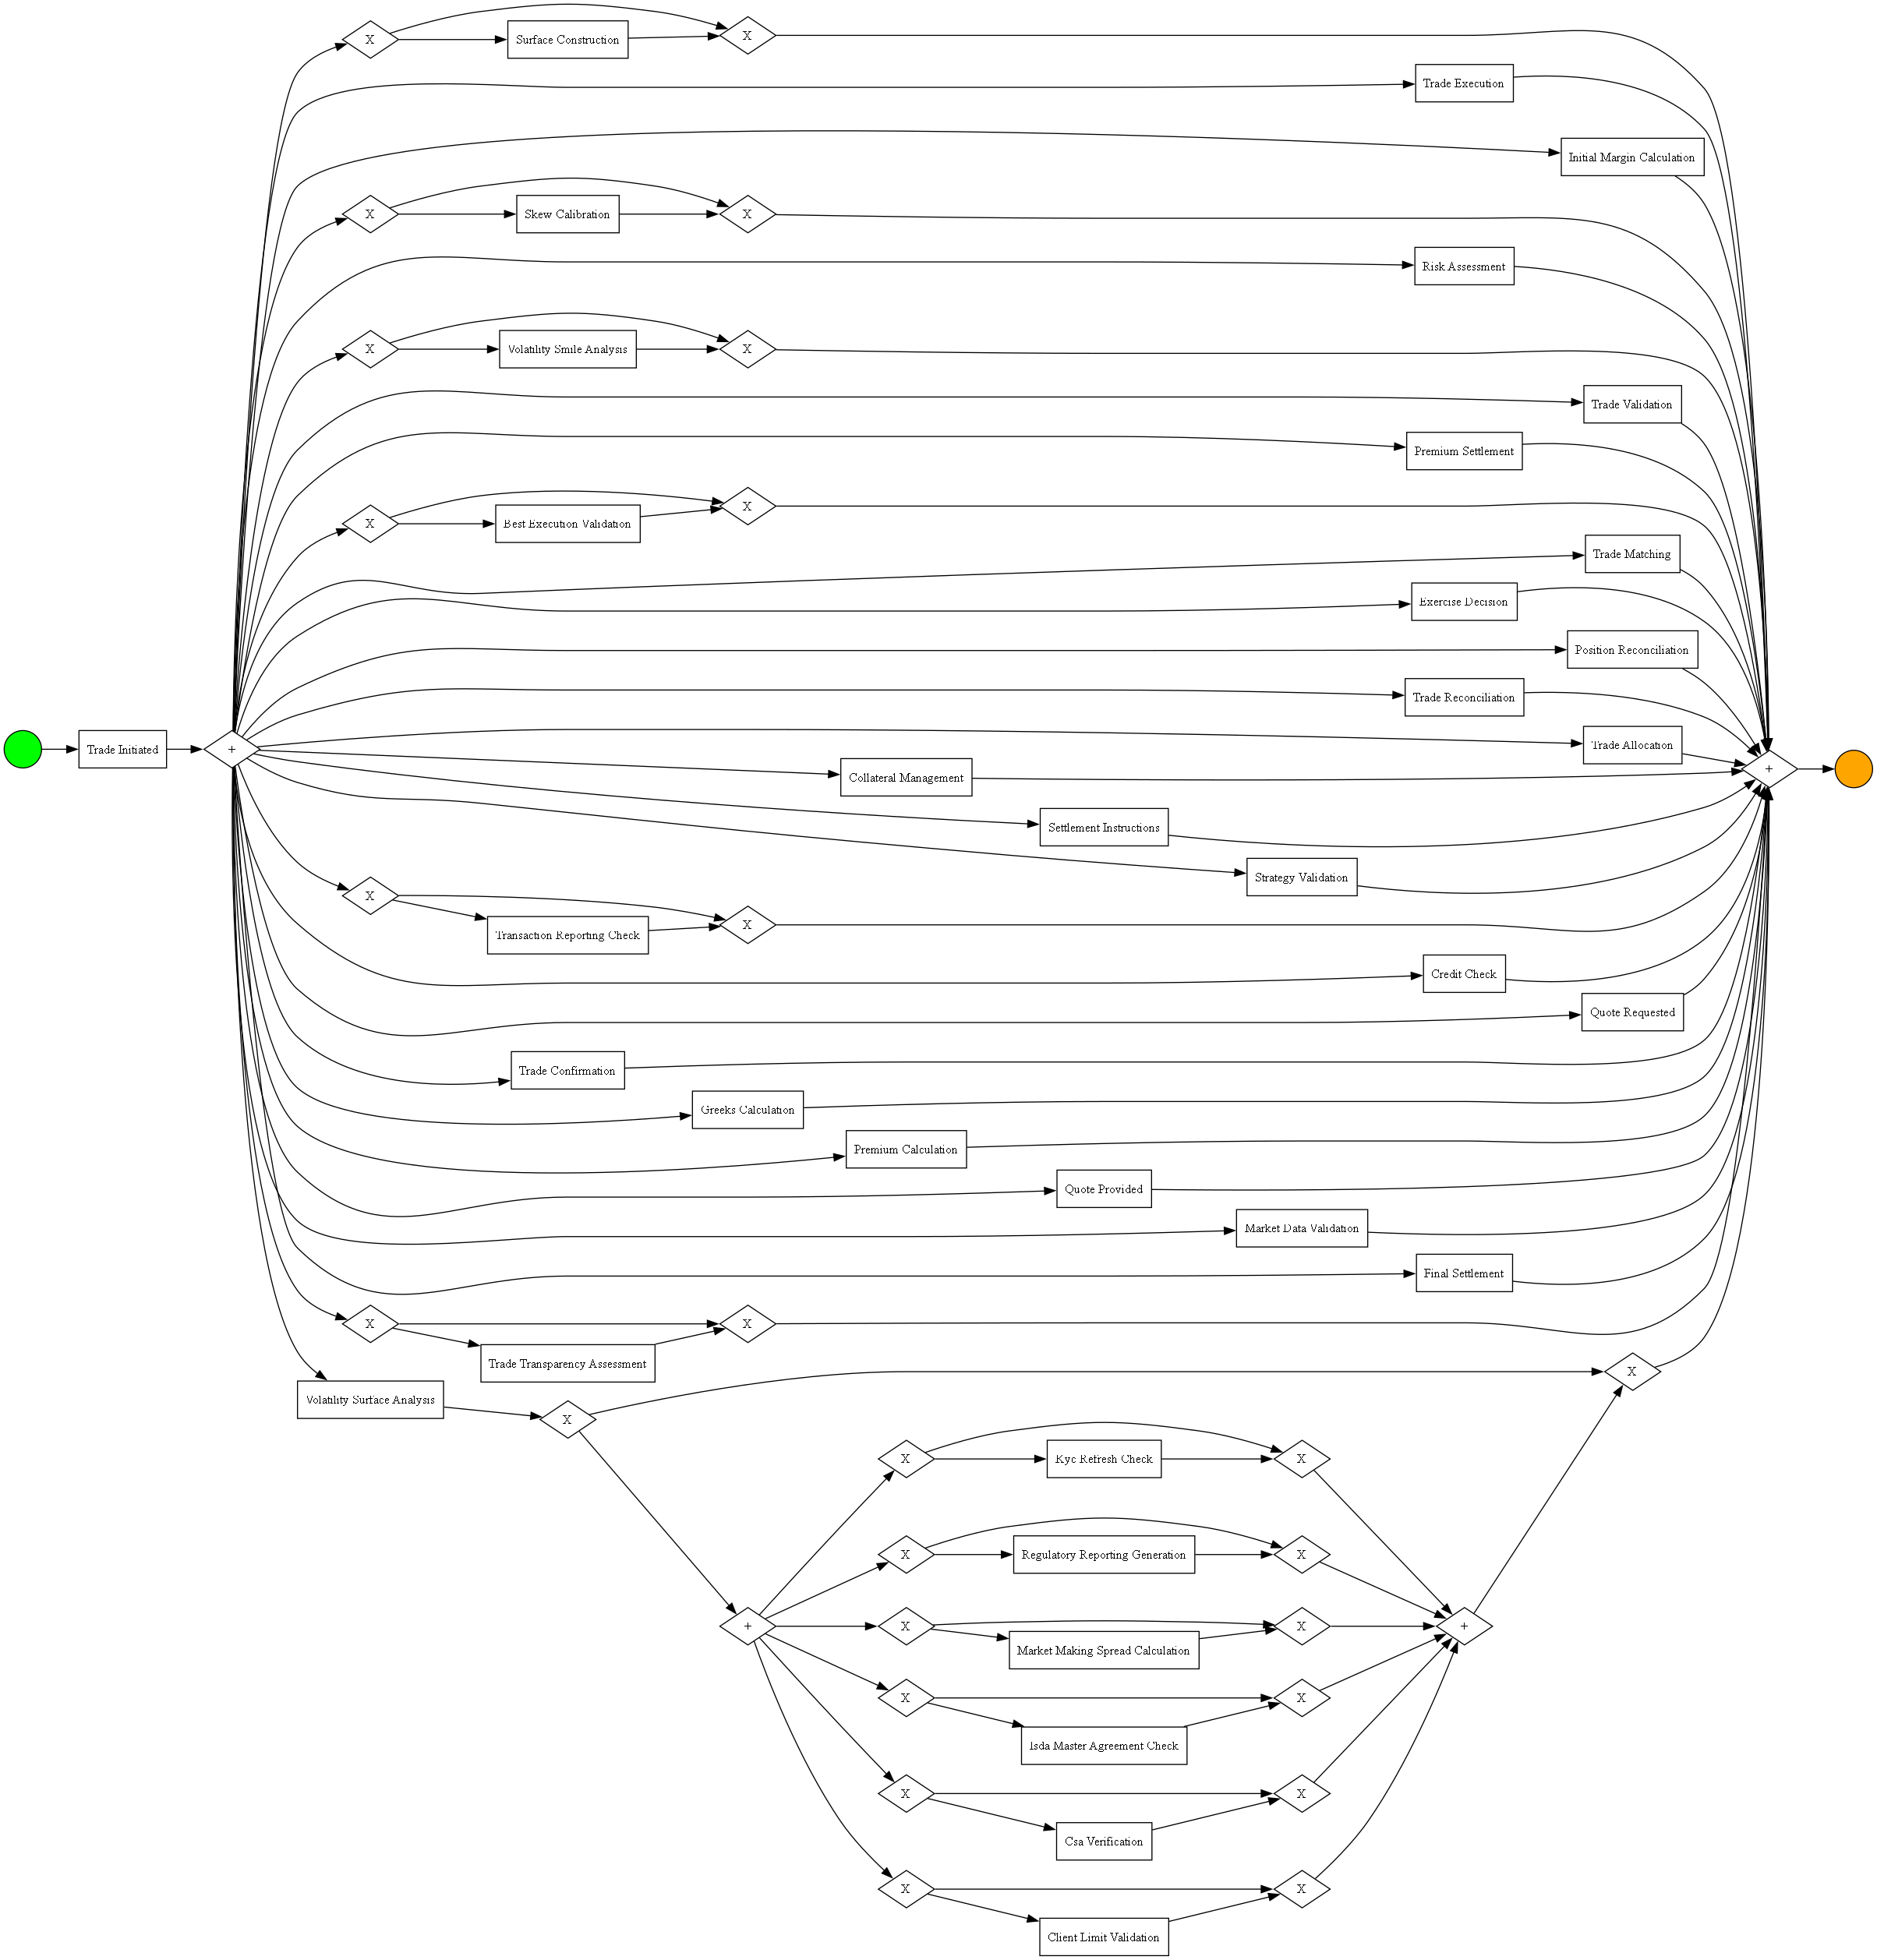 X
X
Surface Construction
Trade Execution
Initial Margin Calculation
X
Skew Calibration
X
Risk Assessment
X
Volatility Smile Analysis
X
Trade Validation
Premium Settlement
X
Best Execution Validation
X
Trade Matching
Exercise Decision
Position Reconciliation
Trade Reconciliation
Trade Initiated
+
Trade Allocation
Collateral Management
+
Settlement Instructions
Strategy Validation
X
Transaction Reporting Check
X
Credit Check
Quote Requested
Trade Confirmation
Greeks Calculation
Premium Calculation
Quote Provided
Market Data Validation
Final Settlement
X
X
Trade Transparency Assessment
X
Volatility Surface Analysis
X
X
Kyc Refresh Check
X
X
Regulatory Reporting Generation
X
+
X
Market Making Spread Calculation
X
+
X
Isda Master Agreement Check
X
X
Csa Verification
X
X
Client Limit Validation
X